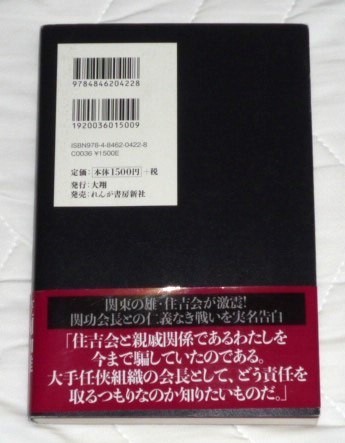 9784846204228
1920036015009
ISBN978-4-8462-0422-8
C0036 ¥1500E
定価:本体1500円+税
発行:大翔
発売:れんが書房新社
関東の雄・住吉会が激震!
関功会長との仁義なき戦いを実名告白
「住吉会と親戚関係であるわたしを
今まで騙していたのである。
大手任侠組織の会長として、どう責任を
取るつもりなのか知りたいものだ。」